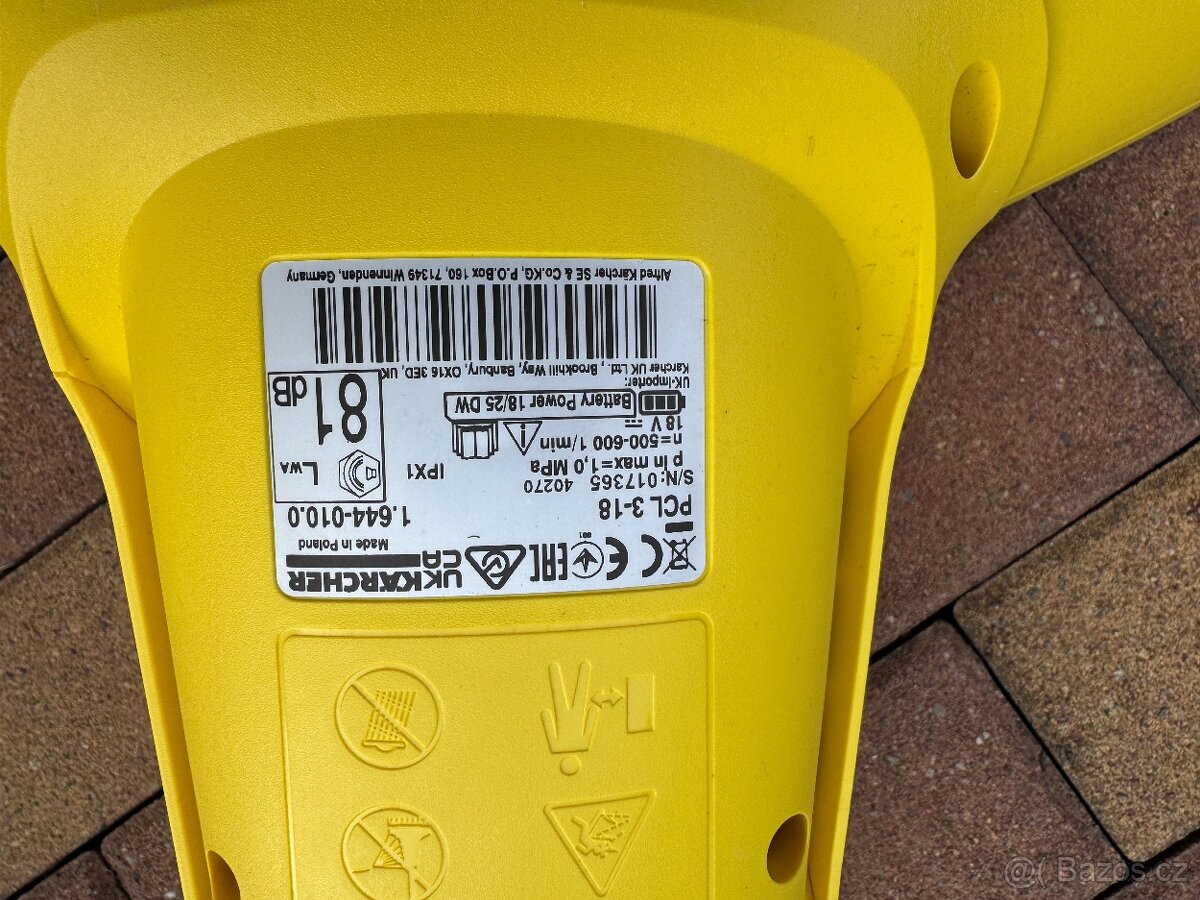 UK
CA
KÄRCHER
EAC
001
Made in Poland
PCL 3-18
1.644-010.0
S/N:017365
40270
p in max=1,0 MPa
IPX1
n=500-600 1/min
18 V
Battery Power 18/25 DW
LWA
81
dB
UK-Importer:
Karcher UK Ltd., Brookhill Way, Banbury, OX16 3ED, UK
Alfred Kärcher SE & Co.KG, P.O.Box 160, 71349 Winnenden, Germany
@( Bazos.cz